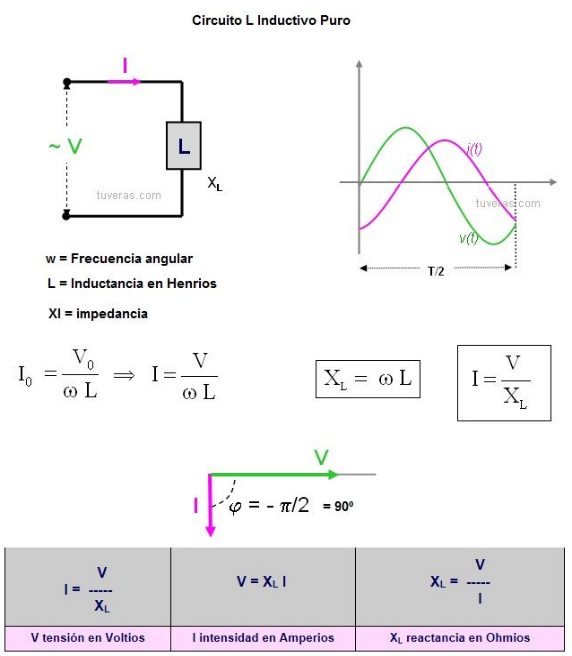 Circuito L Inductivo Puro
I
~ V
L
XL
tuveras.com
i(t)
tuveras.com
v(t)
T/2
w = Frecuencia angular
L = Inductancia en Henrios
Xl = impedancia
I0 = V0 / ω L ⇒ I = V / ω L
XL = ω L
I = V / XL
V
I
φ = - π/2 = 90º
I = V ----- XL
V = XL I
XL = V ----- I
V tensión en Voltios
I intensidad en Amperios
XL reactancia en Ohmios